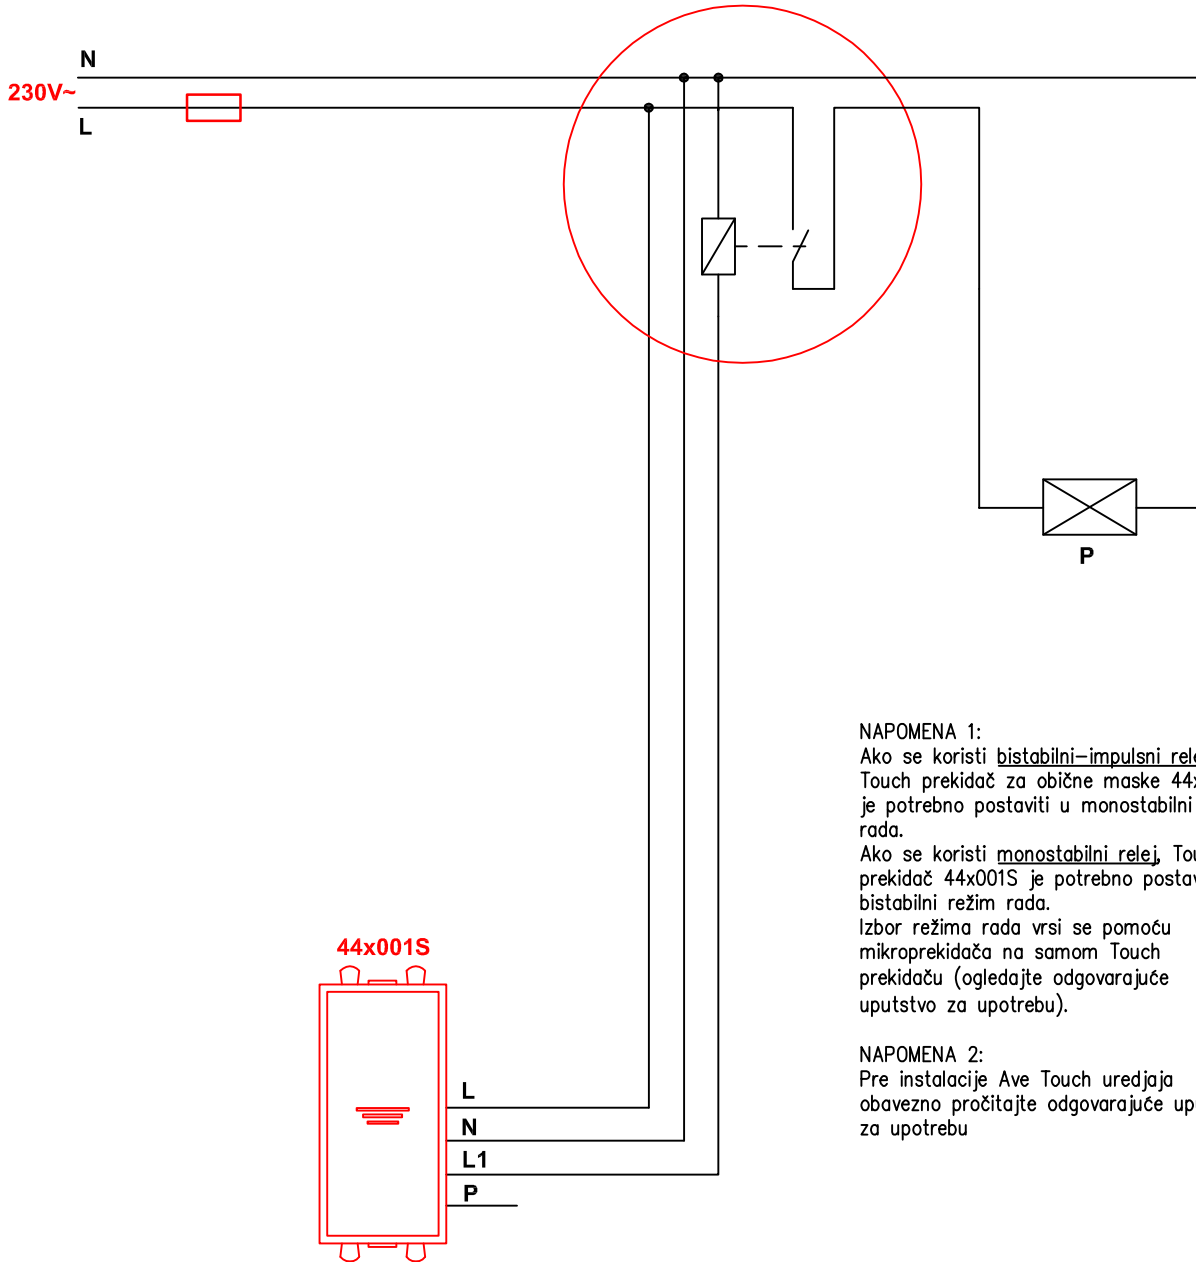 N
230V~
L
P
NAPOMENA 1:
Ako se koristi bistabilni-impulsni
Touch prekidač za obične maske
je potrebno postaviti u monostabilni
rada.
Ako se koristi monostabilni relej,
prekidač 44x001S je potrebno
bistabilni režim rada.
Izbor režima rada vrsi se pomoću
mikroprekidača na samom Touch
prekidaču (ogledajte odgovarajuće
uputstvo za upotrebu).
NAPOMENA 2:
Pre instalacije Ave Touch uredjaja
obavezno pročitajte odgovarajuće
za upotrebu
44x001S
L
N
L1
P